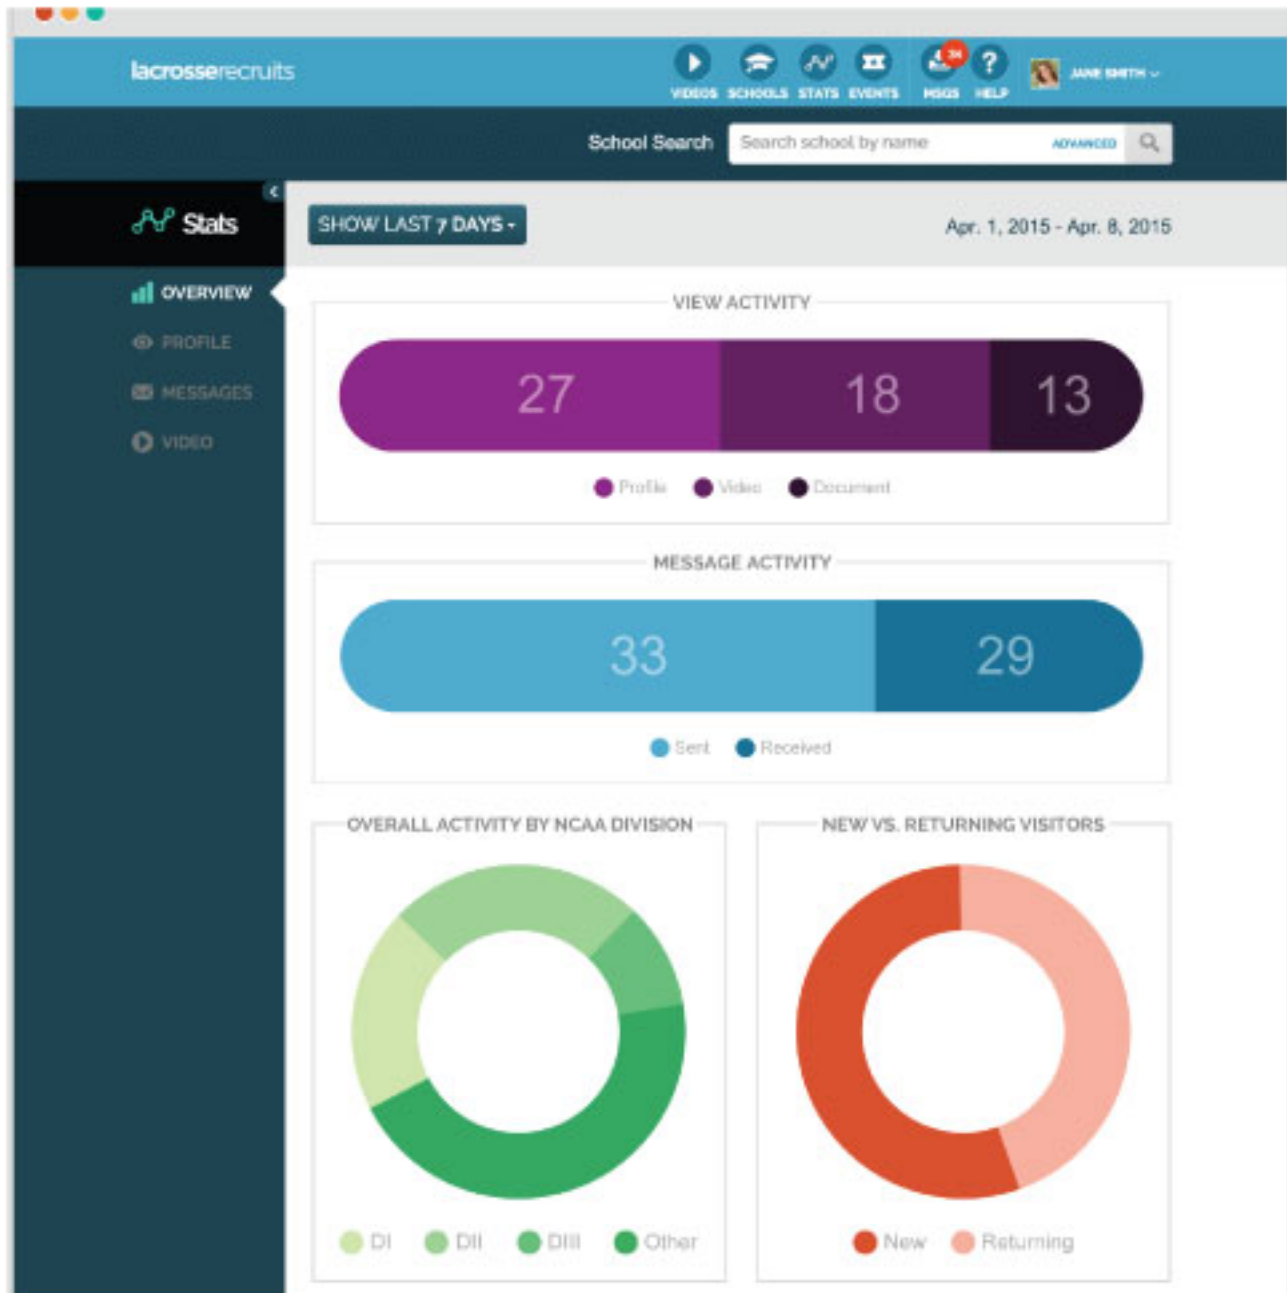 lacrosserecruits
VIDEOS SCHOOLS STATS EVENTS MSGS HELP
34
JANE SMITH
School Search
Search school by name
ADVANCED
Stats
SHOW LAST 7 DAYS
Apr. 1, 2015 - Apr. 8, 2015
OVERVIEW
PROFILE
MESSAGES
VIDEO
VIEW ACTIVITY
27 18 13
Profile Video Document
MESSAGE ACTIVITY
33 29
Sent Received
OVERALL ACTIVITY BY NCAA DIVISION
DI DII DIII Other
NEW VS. RETURNING VISITORS
New Returning